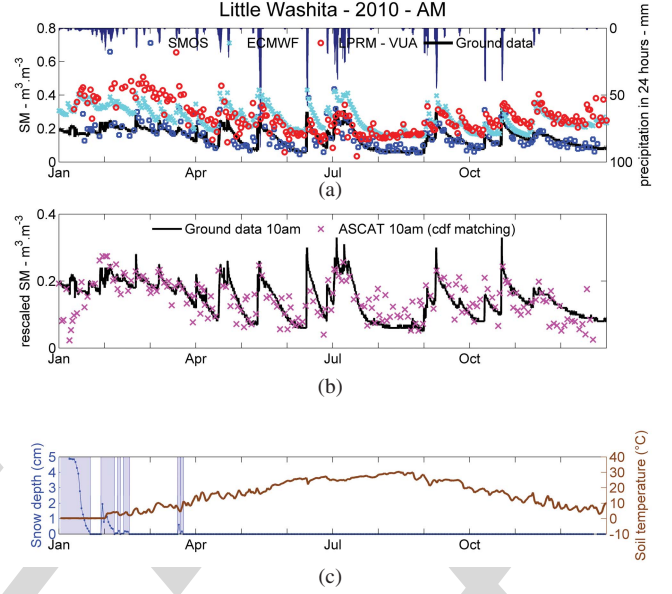 Little Washita - 2010 - AM
0.8
0.6
0.4
0.2
0
SM - m³.m⁻³
SMOS ECMWF LPRM - VUA Ground data
0
50
100
precipitation in 24 hours - mm
Jan Apr Jul Oct
(a)
0.4
0.2
0
rescaled SM - m³.m⁻³
Ground data 10am ASCAT 10am (cdf matching)
Jan Apr Jul Oct
(b)
5
4
3
2
1
0
Snow depth (cm)
40
30
20
10
0
-10
Soil temperature (°C)
Jan Apr Jul Oct
(c)